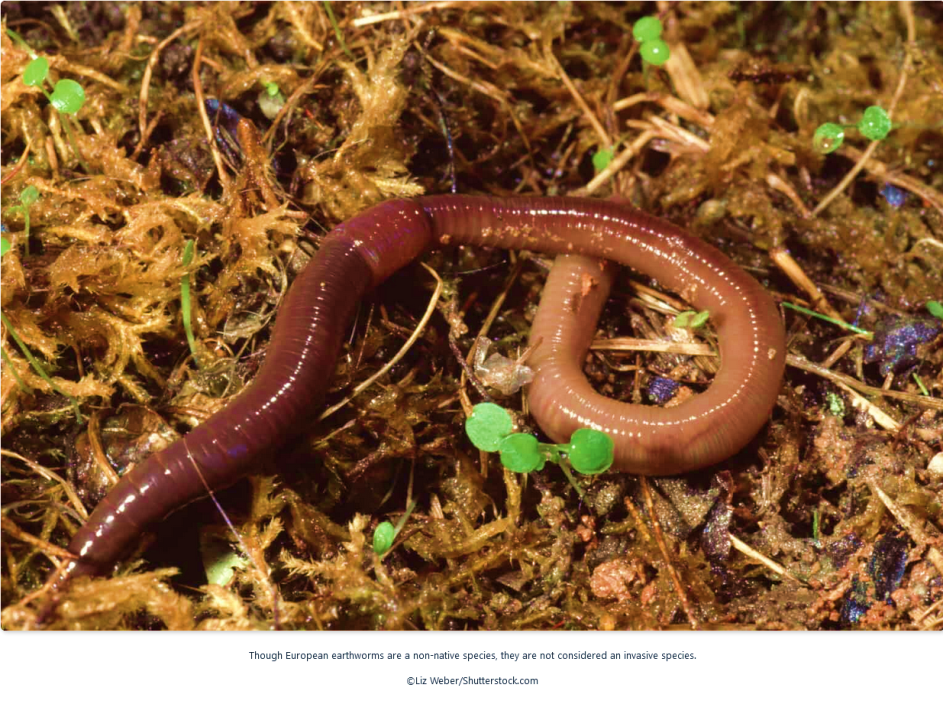 Though European earthworms are a non-native species, they are not considered an invasive species.
©Liz Weber/Shutterstock.com